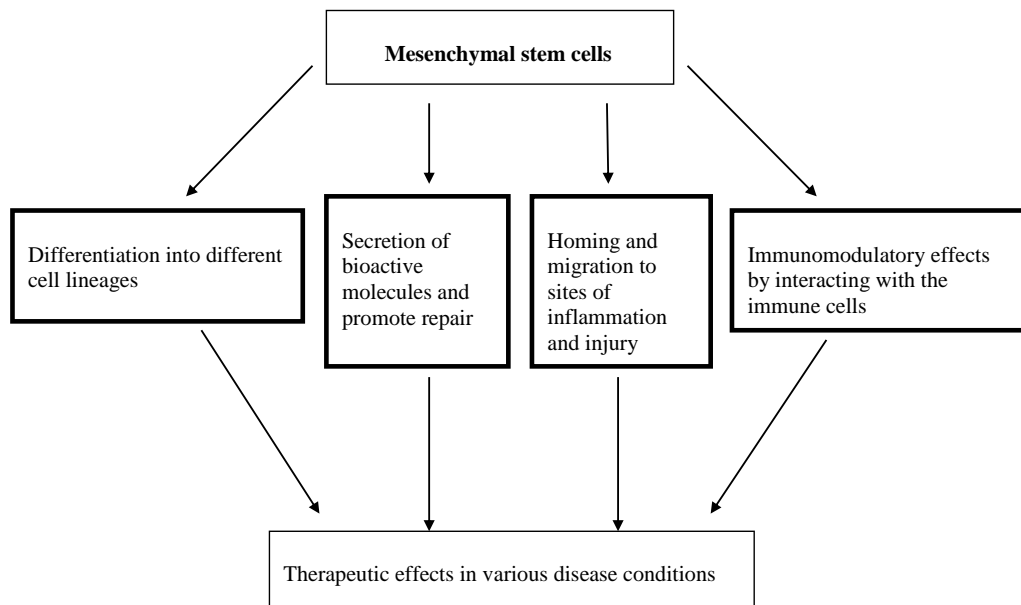 Mesenchymal stem cells
Differentiation into different
cell lineages
Secretion of
bioactive
molecules and
promote repair
Homing and
migration to
sites of
inflammation
and injury
Immunomodulatory effects
by interacting with the
immune cells
Therapeutic effects in various disease conditions